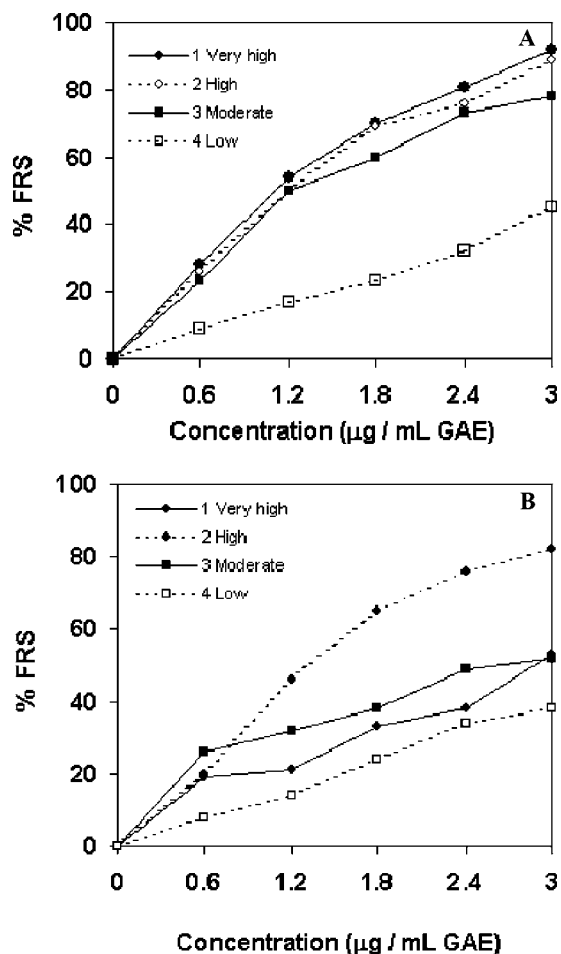 A
100
80
60
40
20
0
% FRS
1 Very high
2 High
3 Moderate
4 Low
0 0.6 1.2 1.8 2.4 3
Concentration (μg / mL GAE)
B
100
80
60
40
20
0
% FRS
1 Very high
2 High
3 Moderate
4 Low
0 0.6 1.2 1.8 2.4 3
Concentration (μg / mL GAE)